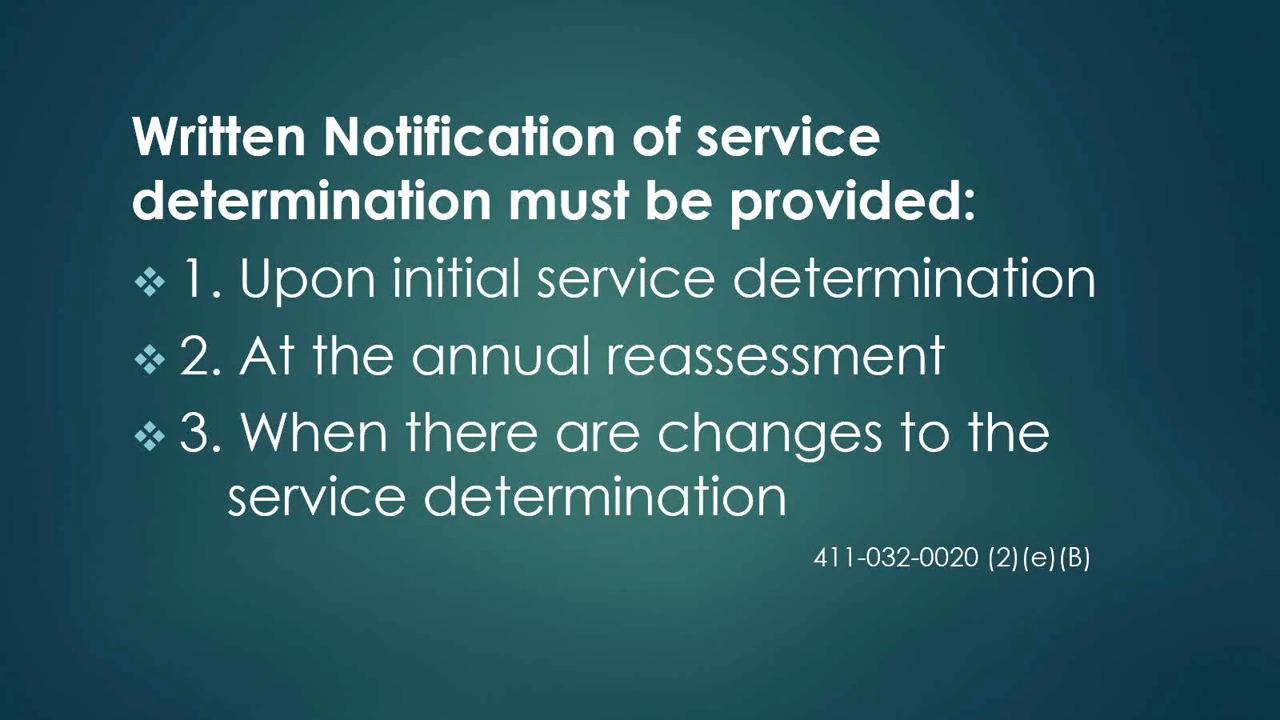 Written Notification of service
determination must be provided:
❖ 1. Upon initial service determination
❖ 2. At the annual reassessment
❖ 3. When there are changes to the
service determination
411-032-0020 (2)(e)(B)